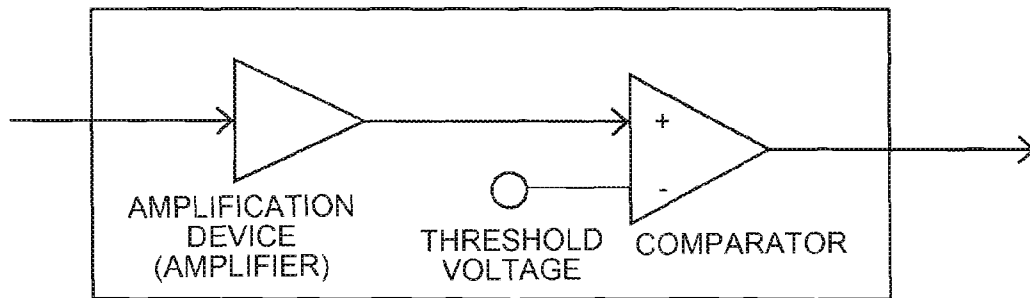 +
-
AMPLIFICATION
DEVICE
(AMPLIFIER)
THRESHOLD
VOLTAGE
COMPARATOR